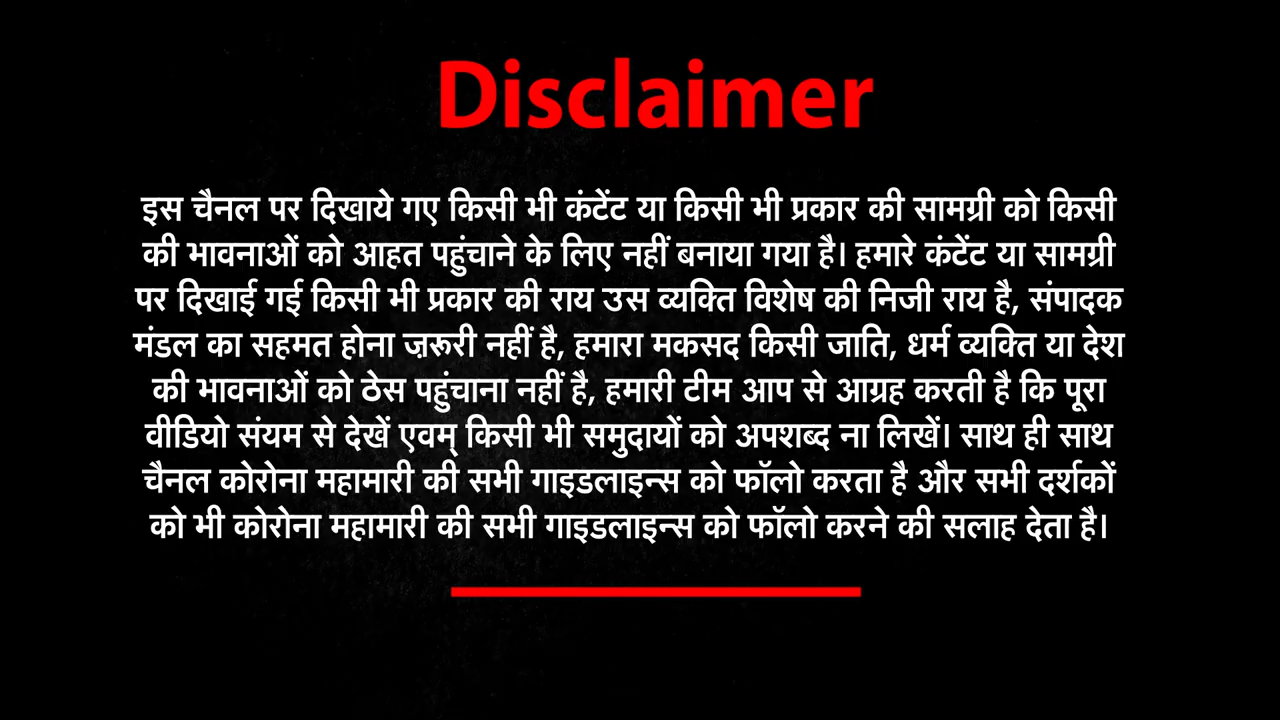 Disclaimer
इस चैनल पर दिखाये गए किसी भी कंटेंट या किसी भी प्रकार की सामग्री को किसी
की भावनाओं को आहत पहुंचाने के लिए नहीं बनाया गया है। हमारे कंटेंट या सामग्री
पर दिखाई गई किसी भी प्रकार की राय उस व्यक्ति विशेष की निजी राय है, संपादक
मंडल का सहमत होना ज़रूरी नहीं है, हमारा मकसद किसी जाति, धर्म व्यक्ति या देश
की भावनाओं को ठेस पहुंचाना नहीं है, हमारी टीम आप से आग्रह करती है कि पूरा
वीडियो संयम से देखें एवम् किसी भी समुदायों को अपशब्द ना लिखें। साथ ही साथ
चैनल कोरोना महामारी की सभी गाइडलाइन्स को फॉलो करता है और सभी दर्शकों
को भी कोरोना महामारी की सभी गाइडलाइन्स को फॉलो करने की सलाह देता है।